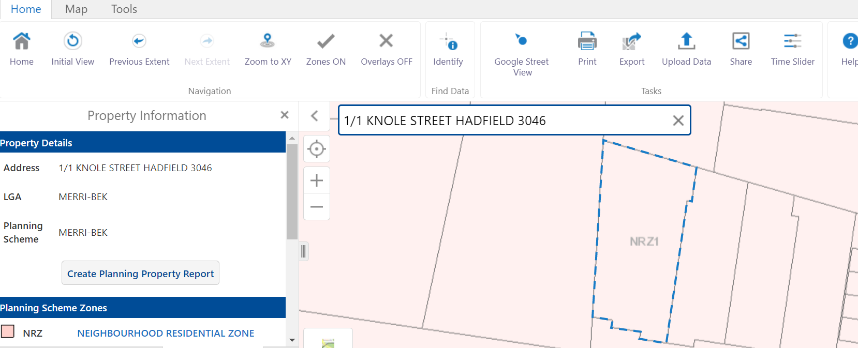 Home Map Tools
Home Initial View Previous Extent Next Extent Zoom to XY Zones ON Overlays OFF Identify Google Street View Print Export Upload Data Share Time Slider Help
Navigation Find Data Tasks
Property Information
1/1 KNOLE STREET HADFIELD 3046
Property Details
Address 1/1 KNOLE STREET HADFIELD 3046
LGA MERRI-BEK
Planning Scheme MERRI-BEK
Create Planning Property Report
Planning Scheme Zones
NRZ NEIGHBOURHOOD RESIDENTIAL ZONE
NRZ1